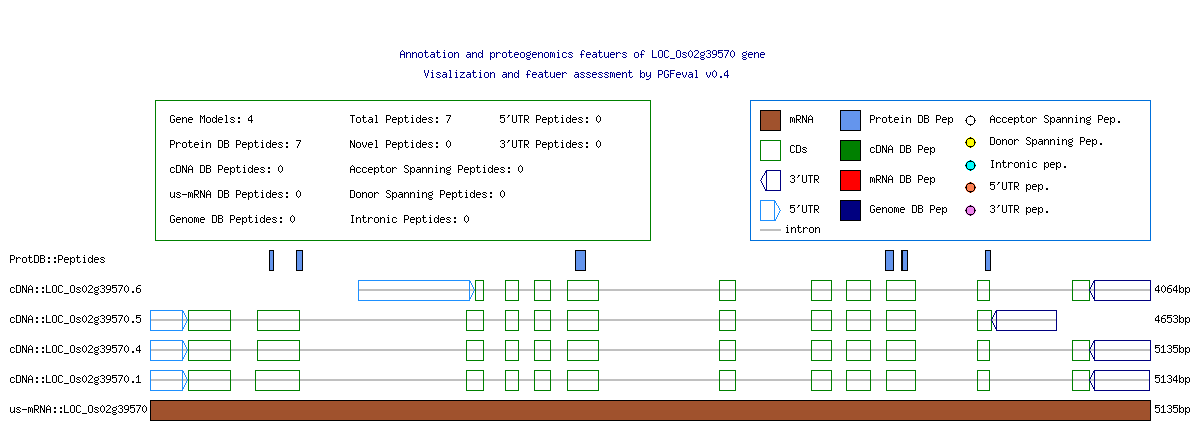 Annotation and proteogenomics featuers of LOC_Os02g39570 gene
Visalization and featuer assessment by PGFeval v0.4
Gene Models: 4
Total Peptides: 7
5'UTR Peptides: 0
Protein DB Peptides: 7
Novel Peptides: 0
3'UTR Peptides: 0
cDNA DB Peptides: 0
Acceptor Spanning Peptides: 0
us-mRNA DB Peptides: 0
Donor Spanning Peptides: 0
Genome DB Peptides: 0
Intronic Peptides: 0
mRNA
Protein DB Pep
Acceptor Spanning Pep.
CDs
cDNA DB Pep
Donor Spanning Pep.
3'UTR
mRNA DB Pep
Intronic pep.
5'UTR
Genome DB Pep
5'UTR pep.
3'UTR pep.
intron
ProtDB::Peptides
cDNA::LOC_Os02g39570.6
4064bp
cDNA::LOC_Os02g39570.5
4653bp
cDNA::LOC_Os02g39570.4
5135bp
cDNA::LOC_Os02g39570.1
5134bp
us-mRNA::LOC_Os02g39570
5135bp